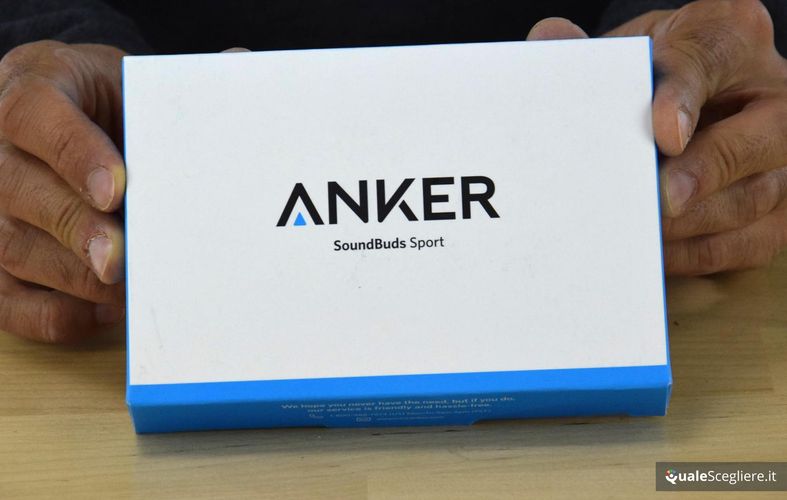 ANKER
SoundBuds Sport
We hope you never have the need, but if you do,
our service is friendly and hassle-free.
QualeScegliere.it